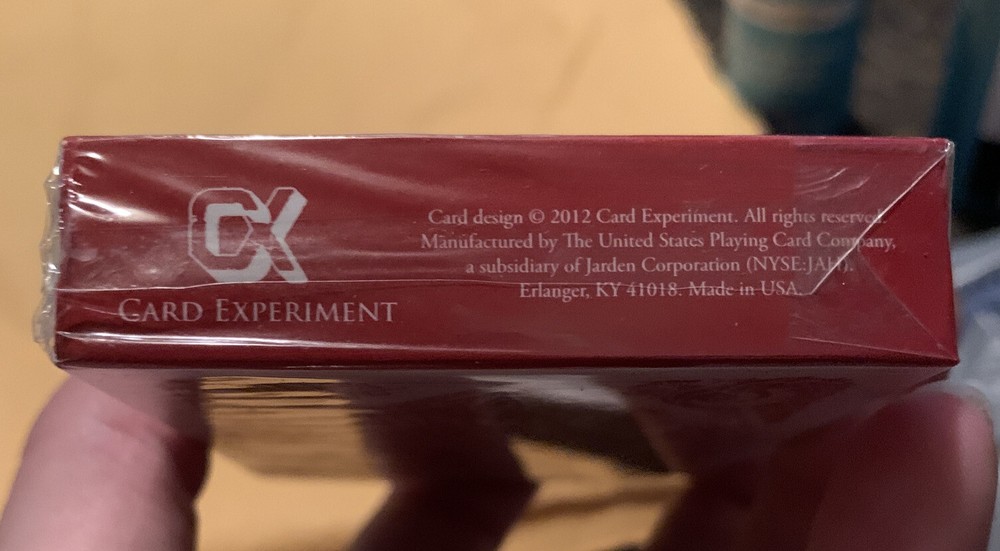 CX
CARD EXPERIMENT
Card design © 2012 Card Experiment. All rights reserved.
Manufactured by The United States Playing Card Company,
a subsidiary of Jarden Corporation (NYSE:JAH).
Erlanger, KY 41018. Made in USA.